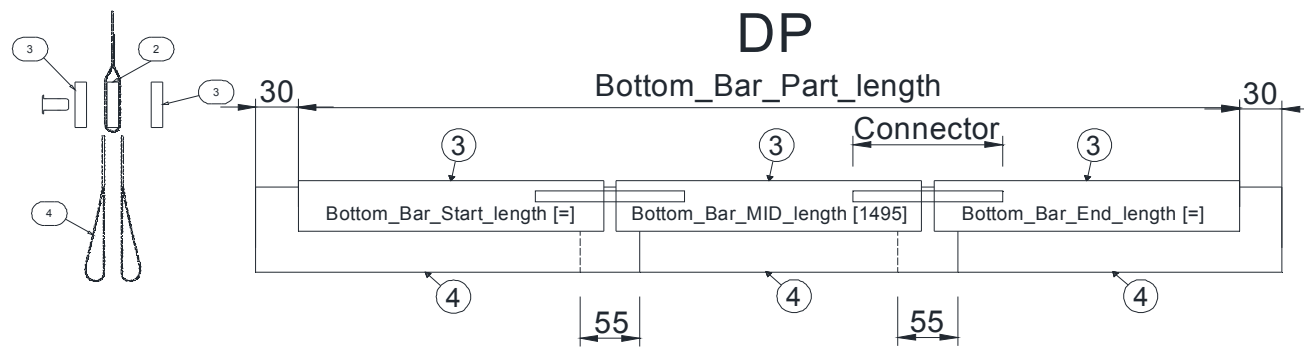 DP
3
2
3
4
30
Bottom_Bar_Part_length
30
Connector
3
3
3
Bottom_Bar_Start_length [=]
Bottom_Bar_MID_length [1495]
Bottom_Bar_End_length [=]
4
4
4
55
55